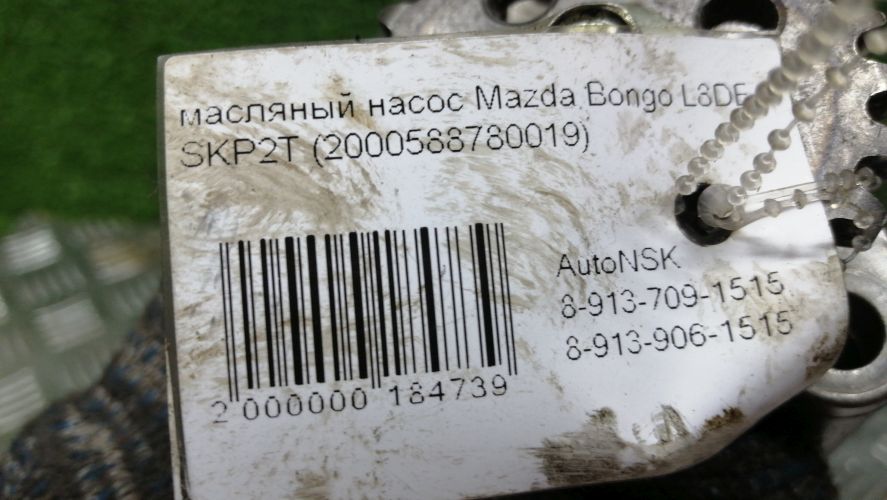 масляный насос Mazda Bongo L8DE
SKP2T (2000588780019)
AutoNSK
8-913-709-1515
8-913-906-1515
2 000000 184739